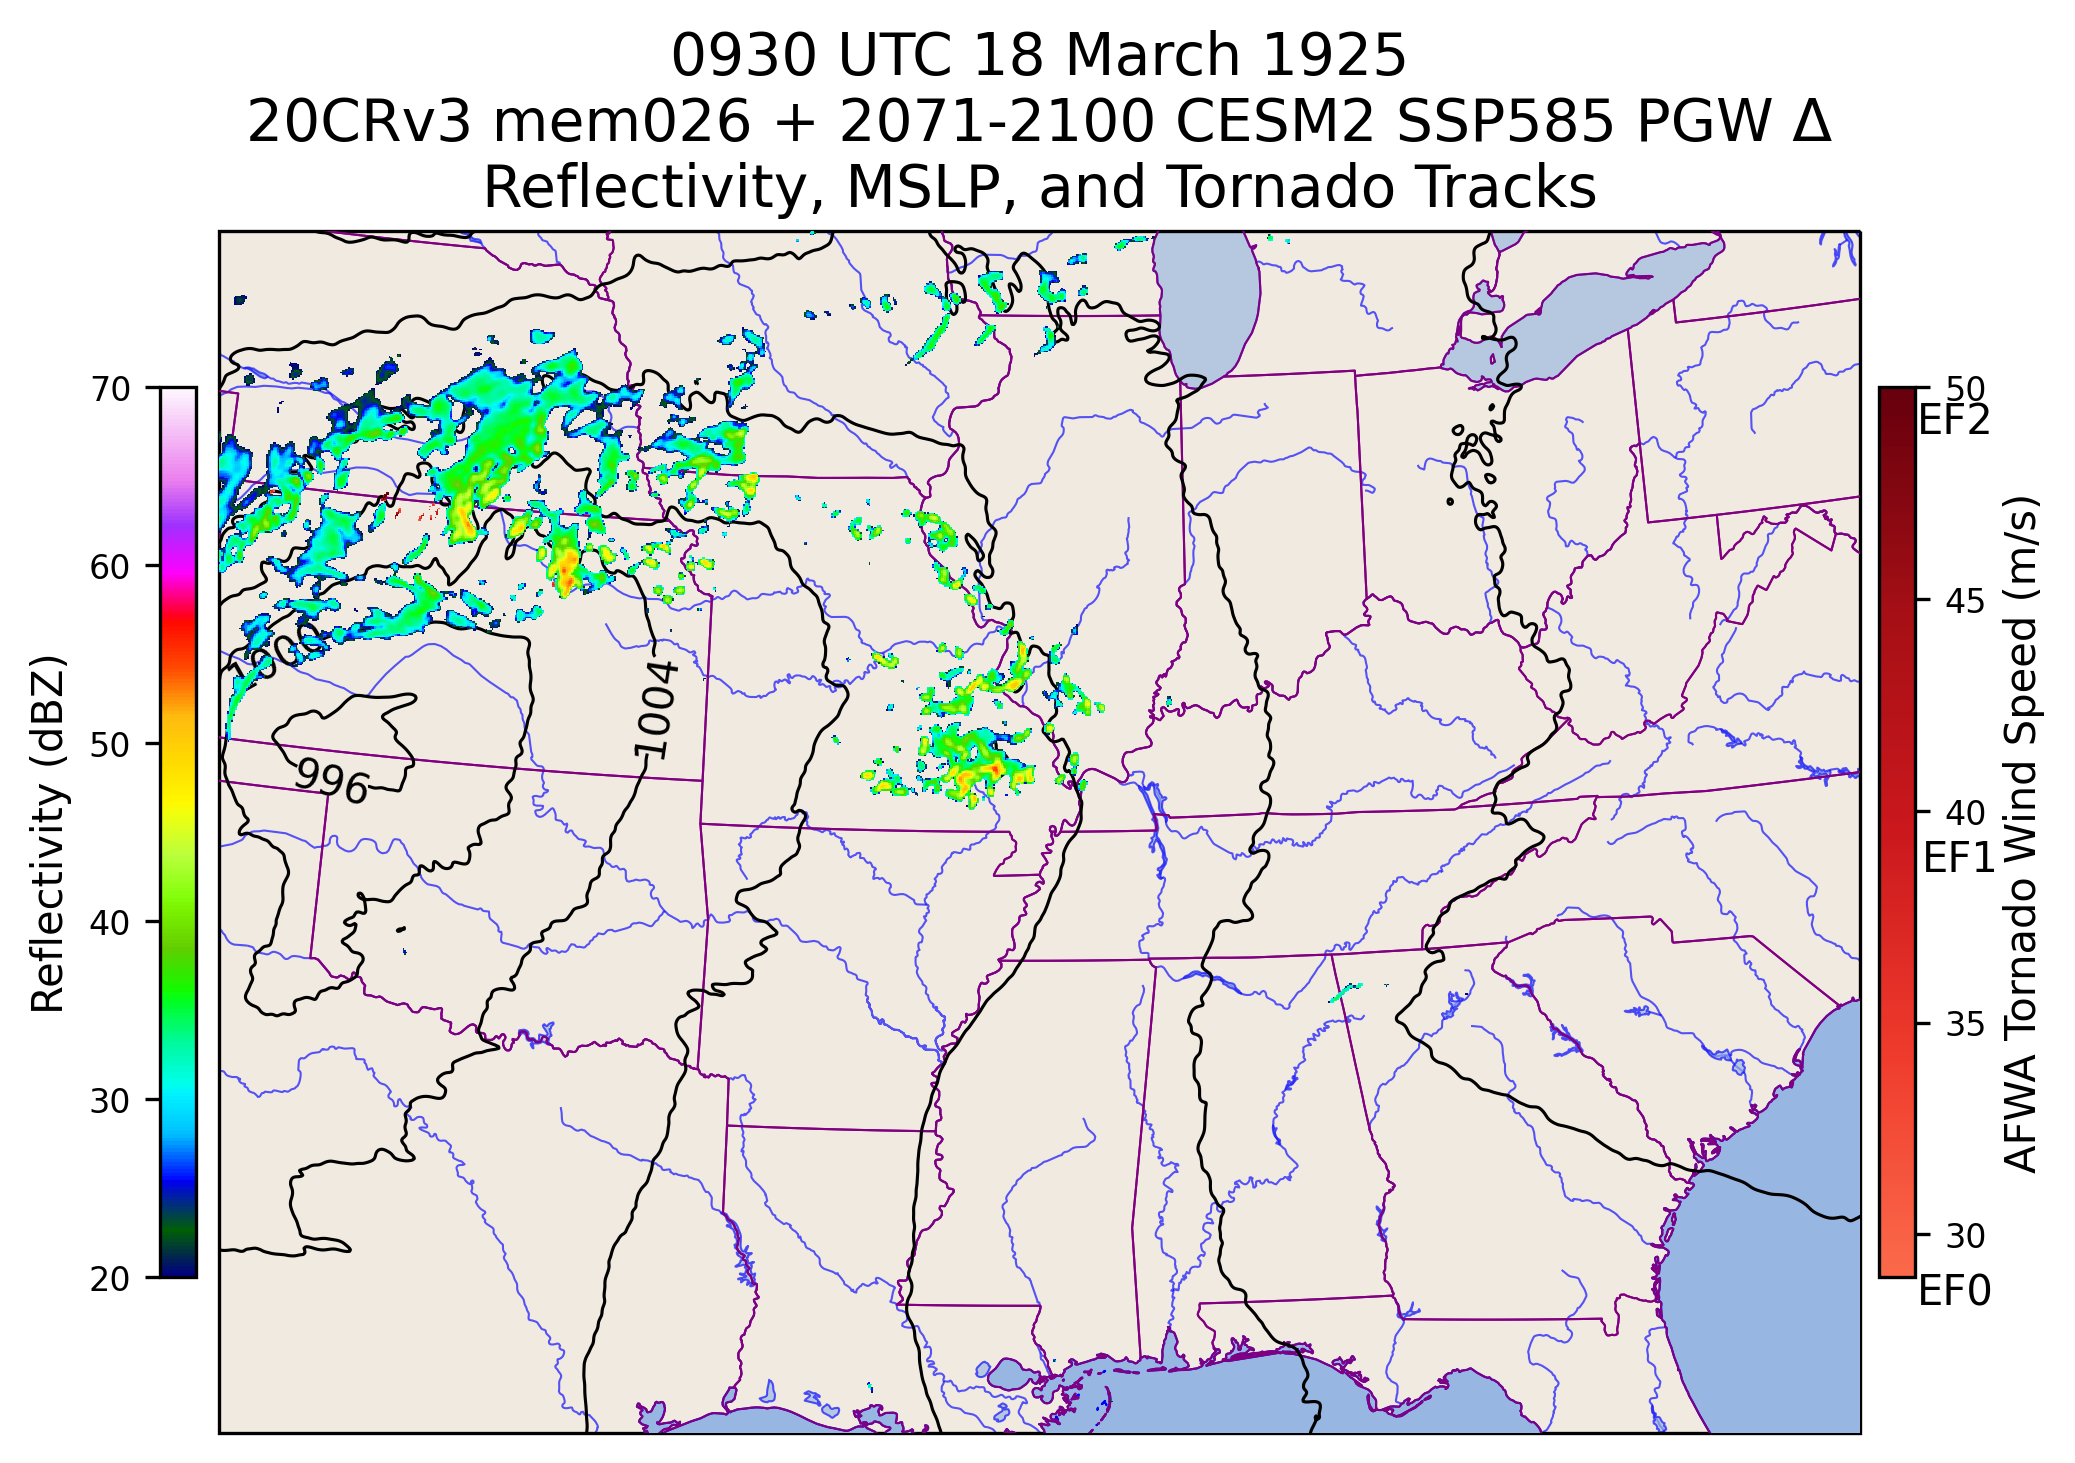 0930 UTC 18 March 1925
20CRv3 mem026 + 2071-2100 CESM2 SSP585 PGW Δ
Reflectivity, MSLP, and Tornado Tracks
70
60
50
40
30
20
Reflectivity (dBZ)
1000
996
1004
50
EF2
45
40
EF1
35
30
EF0
AFWA Tornado Wind Speed (m/s)